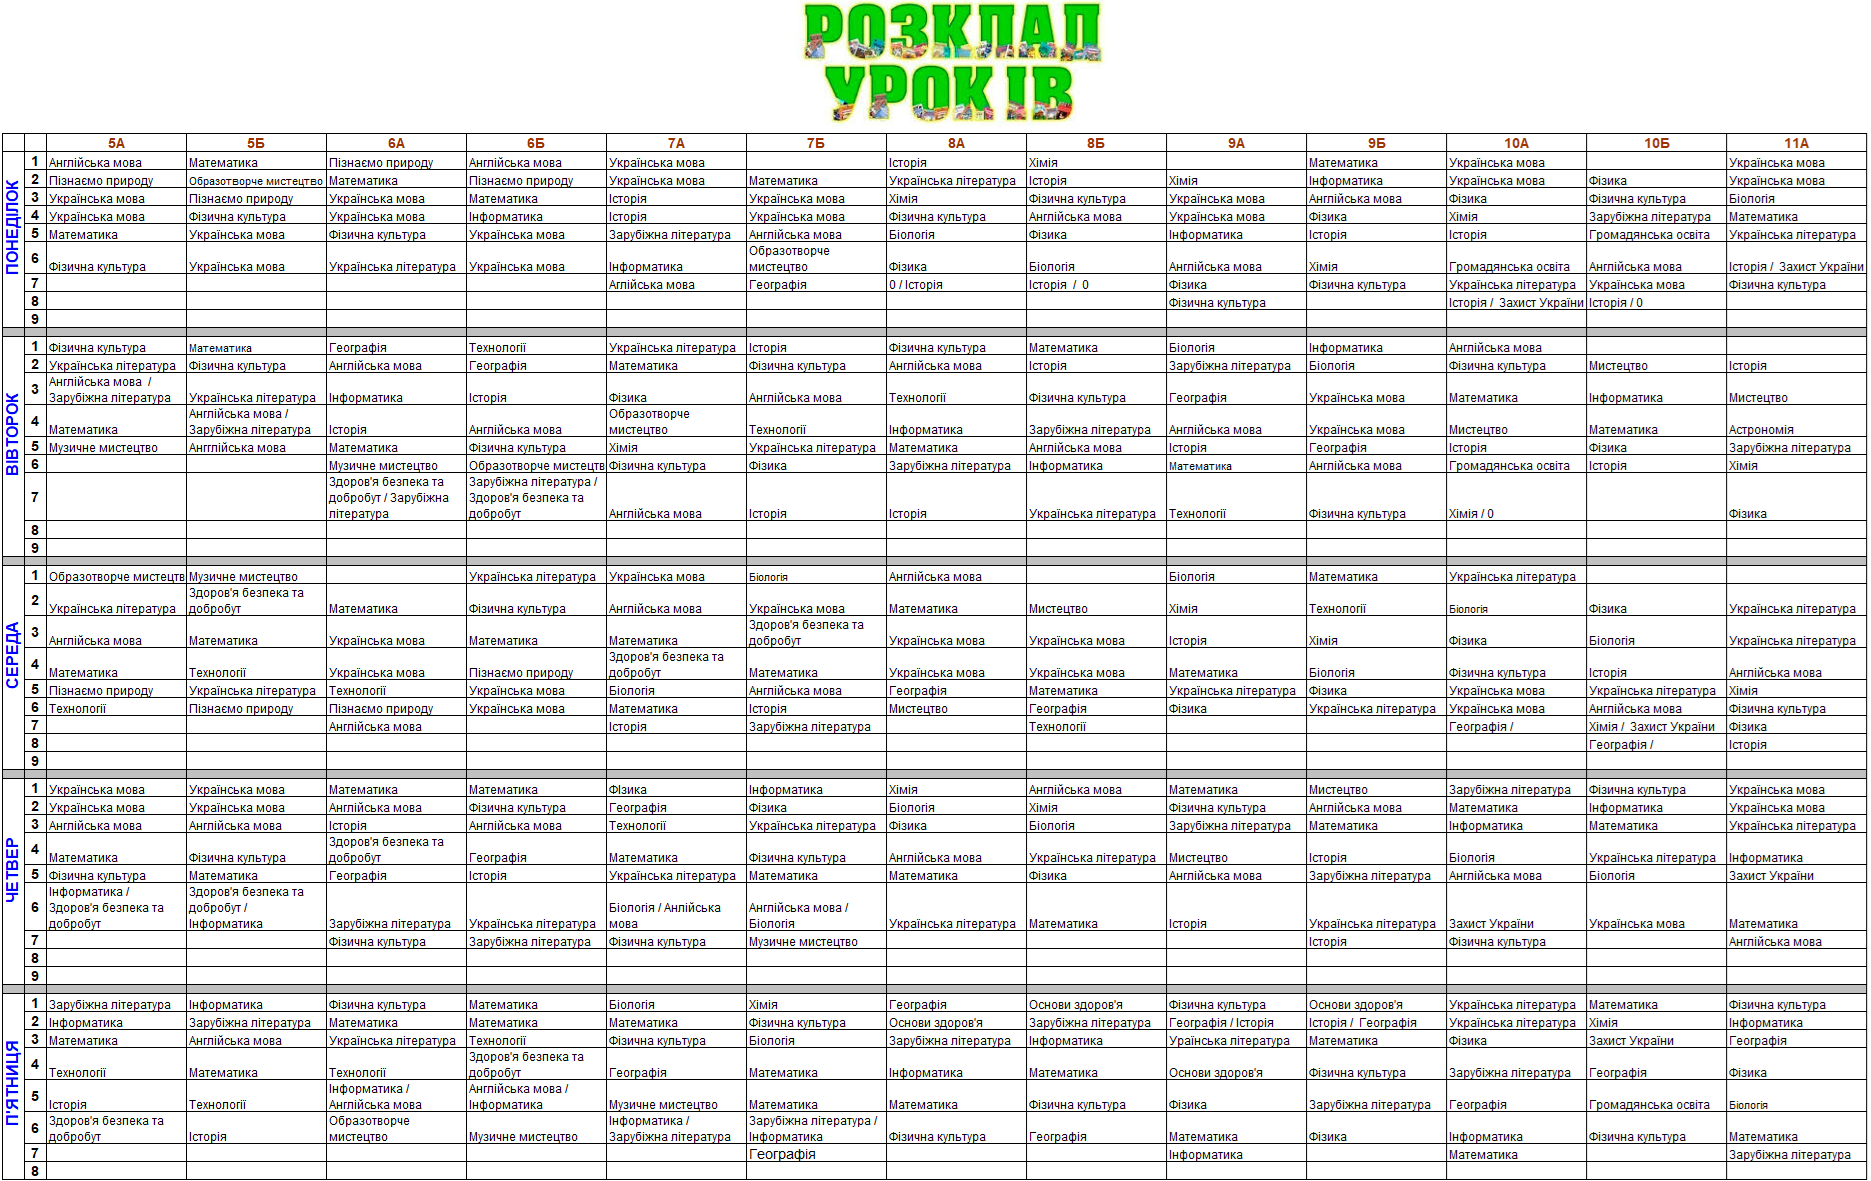 РОЗКЛАД
УРОКІВ
5А 5Б 6А 6Б 7А 7Б 8А 8Б 9А 9Б 10А 10Б 11А
ПОНЕДІЛОК
1 Англійська мова Математика Пізнаємо природу Англійська мова Українська мова Історія Хімія Математика Українська мова Українська мова
2 Пізнаємо природу Образотворче мистецтво Математика Пізнаємо природу Українська мова Математика Українська література Історія Хімія Інформатика Українська мова Фізика Українська мова
3 Українська мова Пізнаємо природу Українська мова Математика Історія Українська мова Хімія Фізична культура Українська мова Англійська мова Фізика Фізична культура Біологія
4 Українська мова Фізична культура Українська мова Інформатика Історія Українська мова Фізична культура Англійська мова Українська мова Фізика Хімія Зарубіжна література Математика
5 Математика Українська мова Фізична культура Українська мова Зарубіжна література Англійська мова Біологія Фізика Інформатика Історія Історія Громадянська освіта Українська література
Образотворче
6 Фізична культура Українська мова Українська література Українська мова Інформатика мистецтво Фізика Біологія Англійська мова Хімія Громадянська освіта Англійська мова Історія / Захист України
7 Аглійська мова Географія 0 / Історія Історія / 0 Фізика Фізична культура Українська література Українська мова Фізична культура
8 Фізична культура Історія / Захист України Історія / 0
9
ВІВТОРОК
1 Фізична культура Математика Географія Технології Українська література Історія Фізична культура Математика Біологія Інформатика Англійська мова
2 Українська література Фізична культура Англійська мова Географія Математика Фізична культура Англійська мова Історія Зарубіжна література Біологія Фізична культура Мистецтво Історія
Англійська мова /
3 Зарубіжна література Українська література Інформатика Історія Фізика Англійська мова Технології Фізична культура Географія Українська мова Математика Інформатика Мистецтво
Англійська мова / Образотворче
4 Математика Зарубіжна література Історія Англійська мова мистецтво Технології Інформатика Зарубіжна література Англійська мова Українська мова Мистецтво Математика Астрономія
5 Музичне мистецтво Ангглійська мова Математика Фізична культура Хімія Українська література Математика Англійська мова Історія Географія Історія Фізика Зарубіжна література
6 Музичне мистецтво Образотворче мистецтв Фізична культура Фізика Зарубіжна література Інформатика Математика Англійська мова Громадянська освіта Історія Хімія
Здоров'я безпека та Зарубіжна література /
7 добробут / Зарубіжна Здоров'я безпека та
література добробут Англійська мова Історія Історія Українська література Технології Фізична культура Хімія / 0 Фізика
8
9
СЕРЕДА
1 Образотворче мистецтв Музичне мистецтво Українська література Українська мова Біологія Англійська мова Біологія Математика Українська література
Здоров'я безпека та
2 Українська література добробут Математика Фізична культура Англійська мова Українська мова Математика Мистецтво Хімія Технології Біологія Фізика Українська література
Здоров'я безпека та
3 Англійська мова Математика Українська мова Математика Математика добробут Українська мова Українська мова Історія Хімія Фізика Біологія Українська література
Здоров'я безпека та
4 Математика Технології Українська мова Пізнаємо природу добробут Математика Українська мова Українська мова Математика Біологія Фізична культура Історія Англійська мова
5 Пізнаємо природу Українська література Технології Українська мова Біологія Англійська мова Географія Математика Українська література Фізика Українська мова Українська література Хімія
6 Технології Пізнаємо природу Пізнаємо природу Українська мова Математика Історія Мистецтво Географія Фізика Українська література Українська мова Англійська мова Фізична культура
7 Англійська мова Історія Зарубіжна література Технології Географія / Хімія / Захист України Фізика
8 Географія / Історія
9
ЧЕТВЕР
1 Українська мова Українська мова Математика Математика ФІзика Інформатика Хімія Англійська мова Математика Мистецтво Зарубіжна література Фізична культура Українська мова
2 Українська мова Українська мова Англійська мова Фізична культура Географія Фізика Біологія Хімія Фізична культура Англійська мова Математика Інформатика Українська мова
3 Англійська мова Англійська мова Історія Англійська мова Технології Українська література Фізика Біологія Зарубіжна література Математика Інформатика Математика Українська література
Здоров'я безпека та
4 Математика Фізична культура добробут Географія Математика Фізична культура Англійська мова Українська література Мистецтво Історія Біологія Українська література Інформатика
5 Фізична культура Математика Географія Історія Українська література Математика Математика Фізика Англійська мова Зарубіжна література Англійська мова Біологія Захист України
Інформатика / Здоров'я безпека та
6 Здоров'я безпека та добробут / Біологія / Анлійська Англійська мова /
добробут Інформатика Зарубіжна література Українська література мова Біологія Українська література Математика Історія Українська література Захист України Українська мова Математика
7 Фізична культура Зарубіжна література Фізична культура Музичне мистецтво Історія Фізична культура Англійська мова
8
9
П'ЯТНИЦЯ
1 Зарубіжна література Інформатика Фізична культура Математика Біологія Хімія Географія Основи здоров'я Фізична культура Основи здоров'я Українська література Математика Фізична культура
2 Інформатика Зарубіжна література Математика Математика Математика Фізична культура Основи здоров'я Зарубіжна література Географія / Історія Історія / Географія Українська література Хімія Інформатика
3 Математика Англійська мова Українська література Технології Фізична культура Біологія Зарубіжна література Інформатика Ураїнська література Математика Фізика Захист України Географія
Здоров'я безпека та
4 Технології Математика Технології добробут Географія Математика Інформатика Математика Основи здоров'я Фізична культура Зарубіжна література Географія Фізика
Інформатика / Англійська мова /
5 Історія Технології Англійська мова Інформатика Музичне мистецтво Математика Математика Фізична культура Фізика Зарубіжна література Географія Громадянська освіта Біологія
Здоров'я безпека та Образотворче Інформатика / Зарубіжна література /
6 добробут Історія мистецтво Музичне мистецтво Зарубіжна література Інформатика Фізична культура Географія Математика Фізика Інформатика Фізична культура Математика
7 Географія Інформатика Математика Зарубіжна література
8